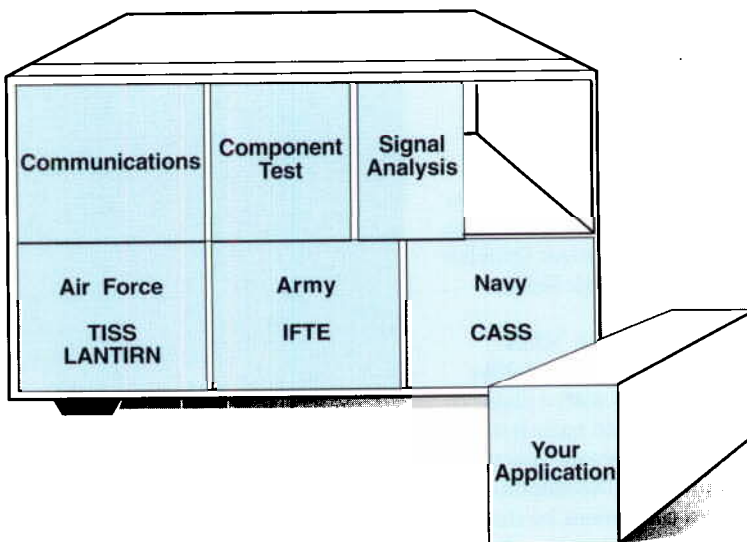 Communications
Component
Test
Signal
Analysis
Air Force
TISS
LANTIRN
Army
IFTE
Navy
CASS
Your
Application